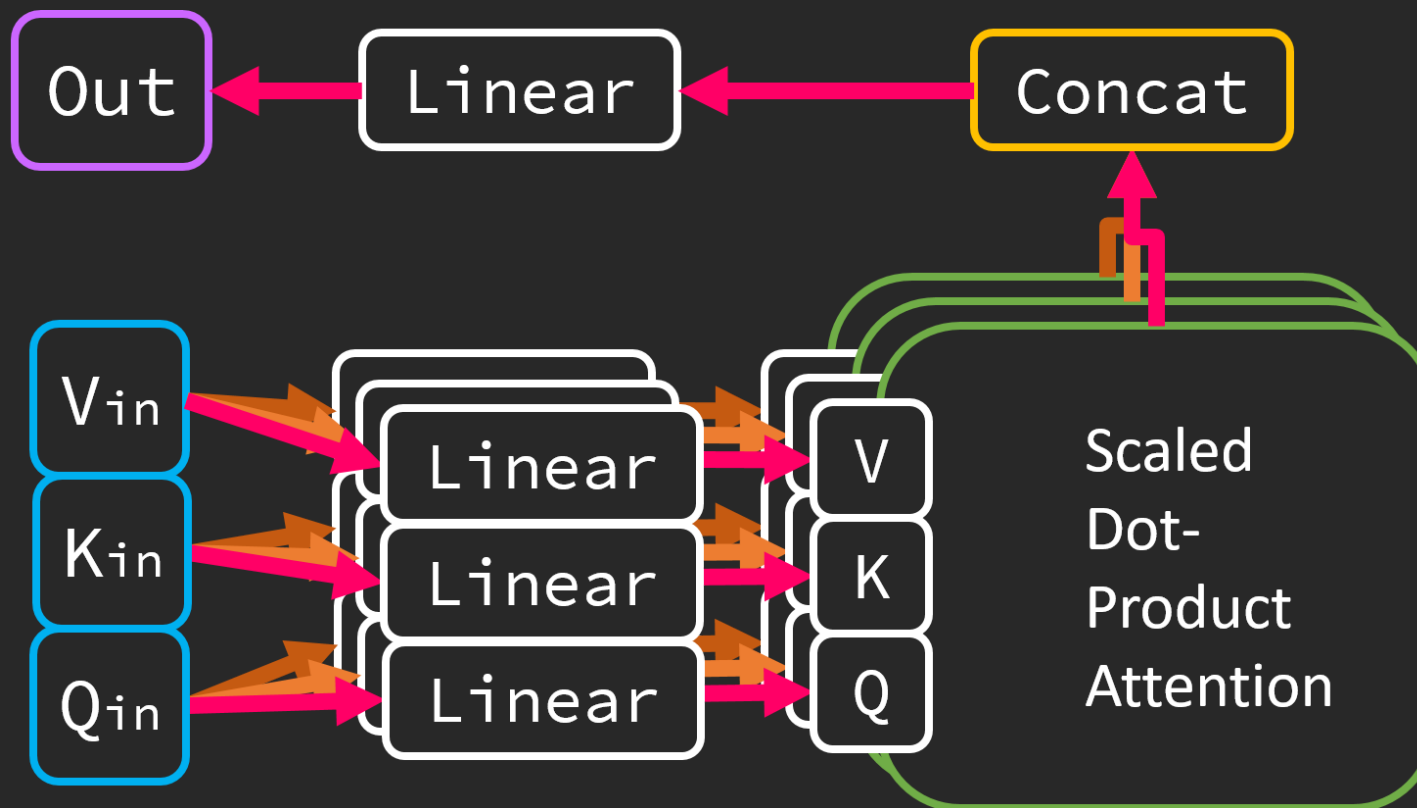 Out
Linear
Concat
Vin
Linear
V
Kin
Linear
K
Qin
Linear
Q
Scaled
Dot-
Product
Attention